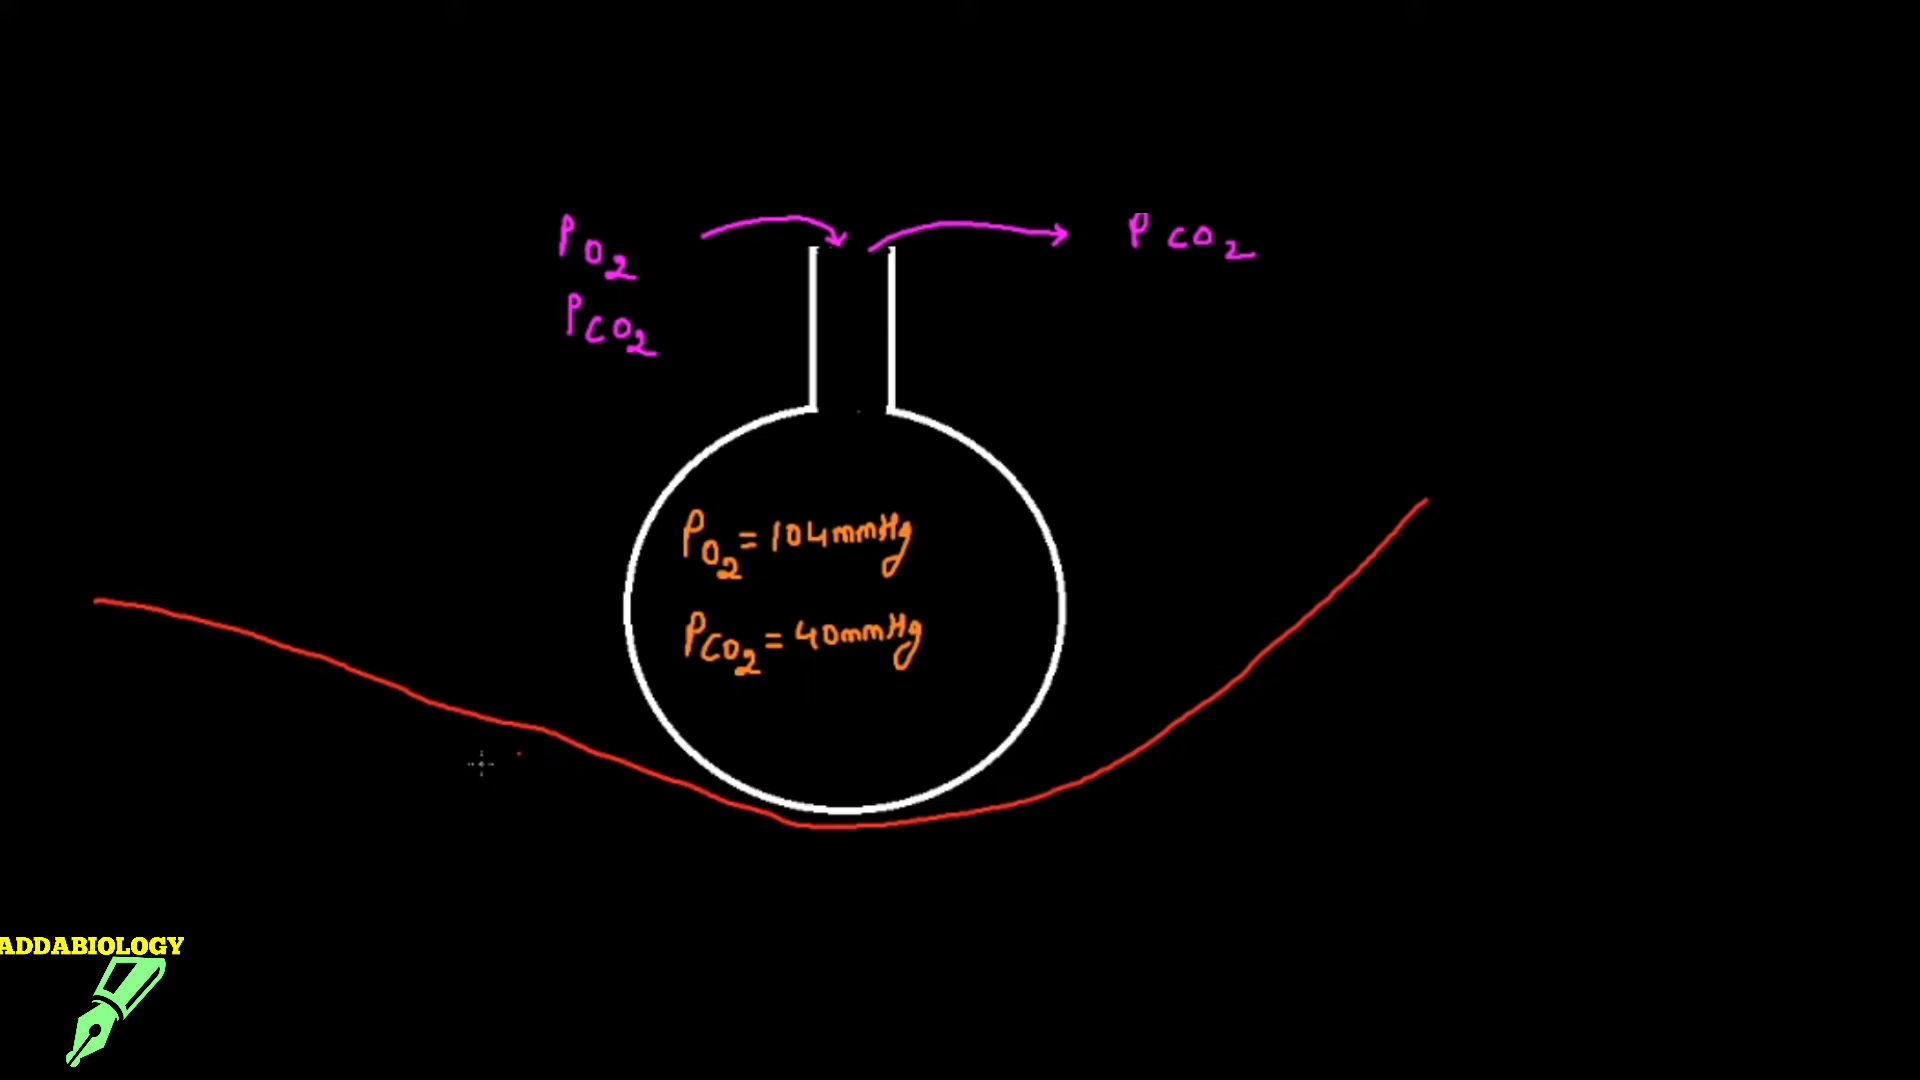 PO2
PCO2
PCO2
PO2 = 104mmHg
PCO2 = 40mmHg
ADDABIOLOGY